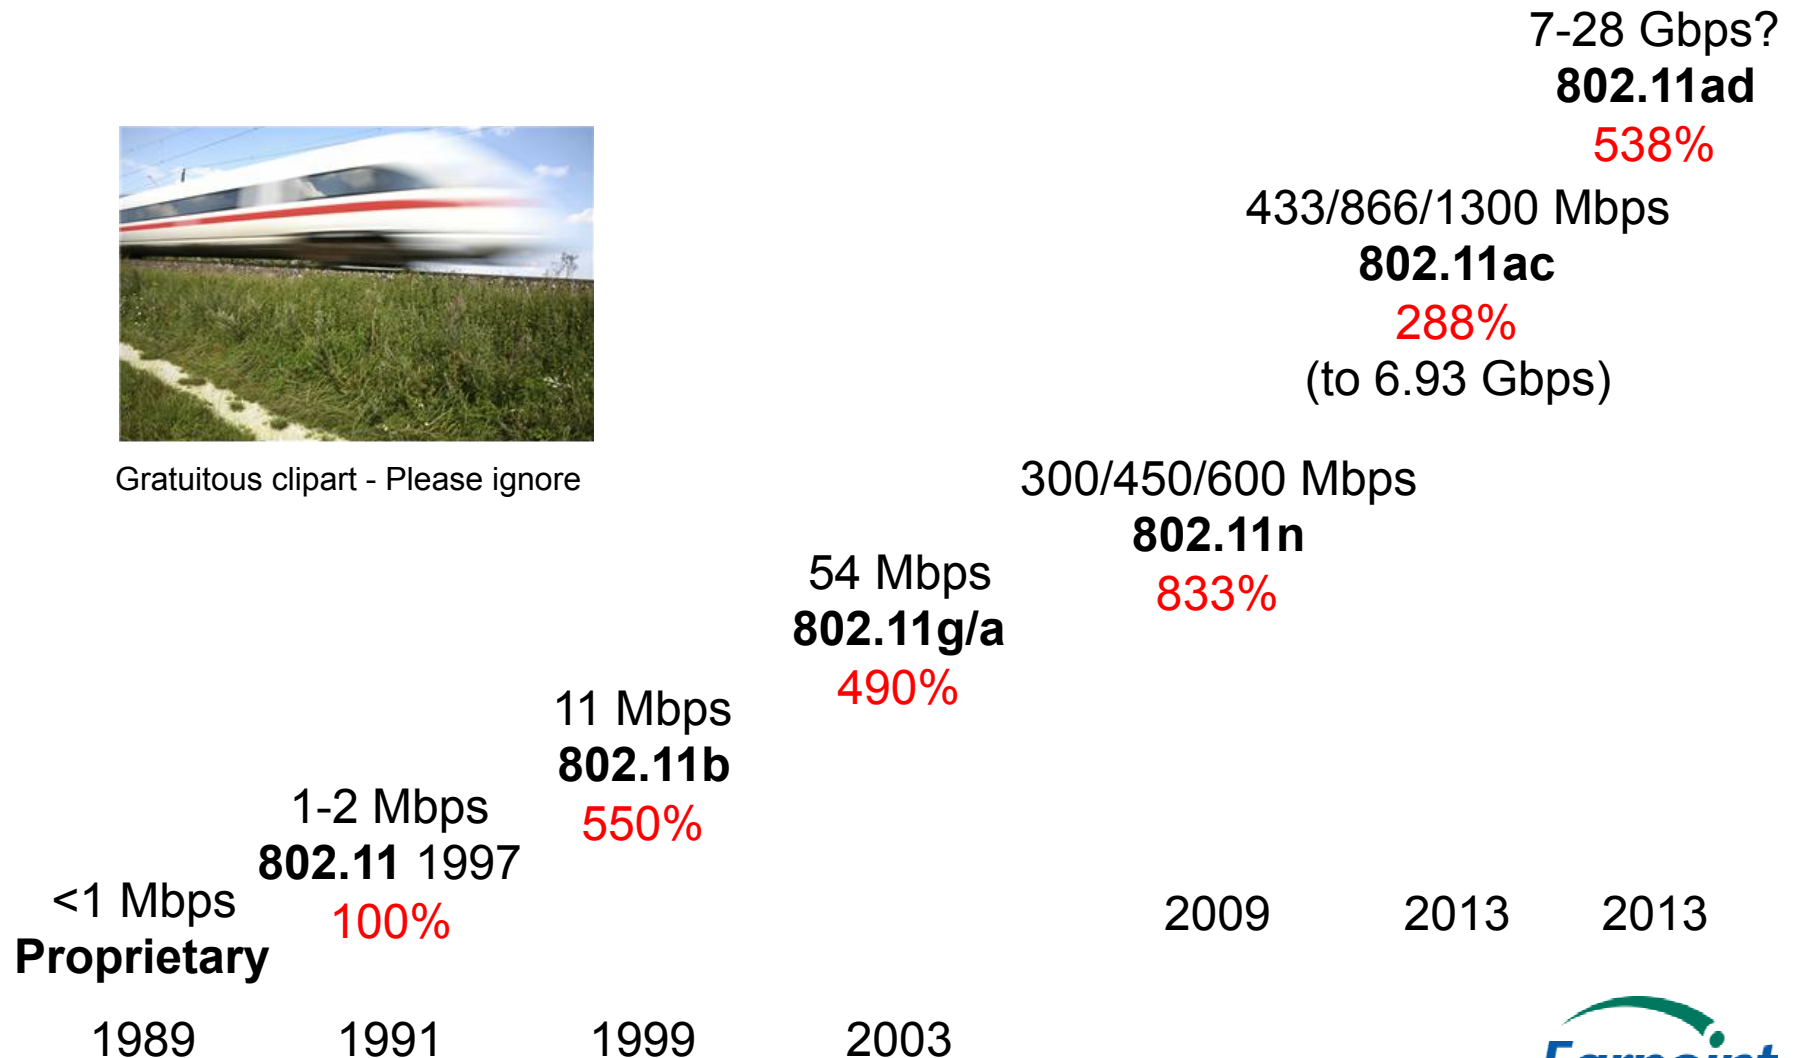 7-28 Gbps?
802.11ad
538%
433/866/1300 Mbps
802.11ac
288%
(to 6.93 Gbps)
Gratuitous clipart - Please ignore
300/450/600 Mbps
802.11n
833%
54 Mbps
802.11g/a
490%
11 Mbps
802.11b
550%
1-2 Mbps
802.11 1997
100%
<1 Mbps
Proprietary
1989
1991
1999
2003
2009
2013
2013
Farpoint